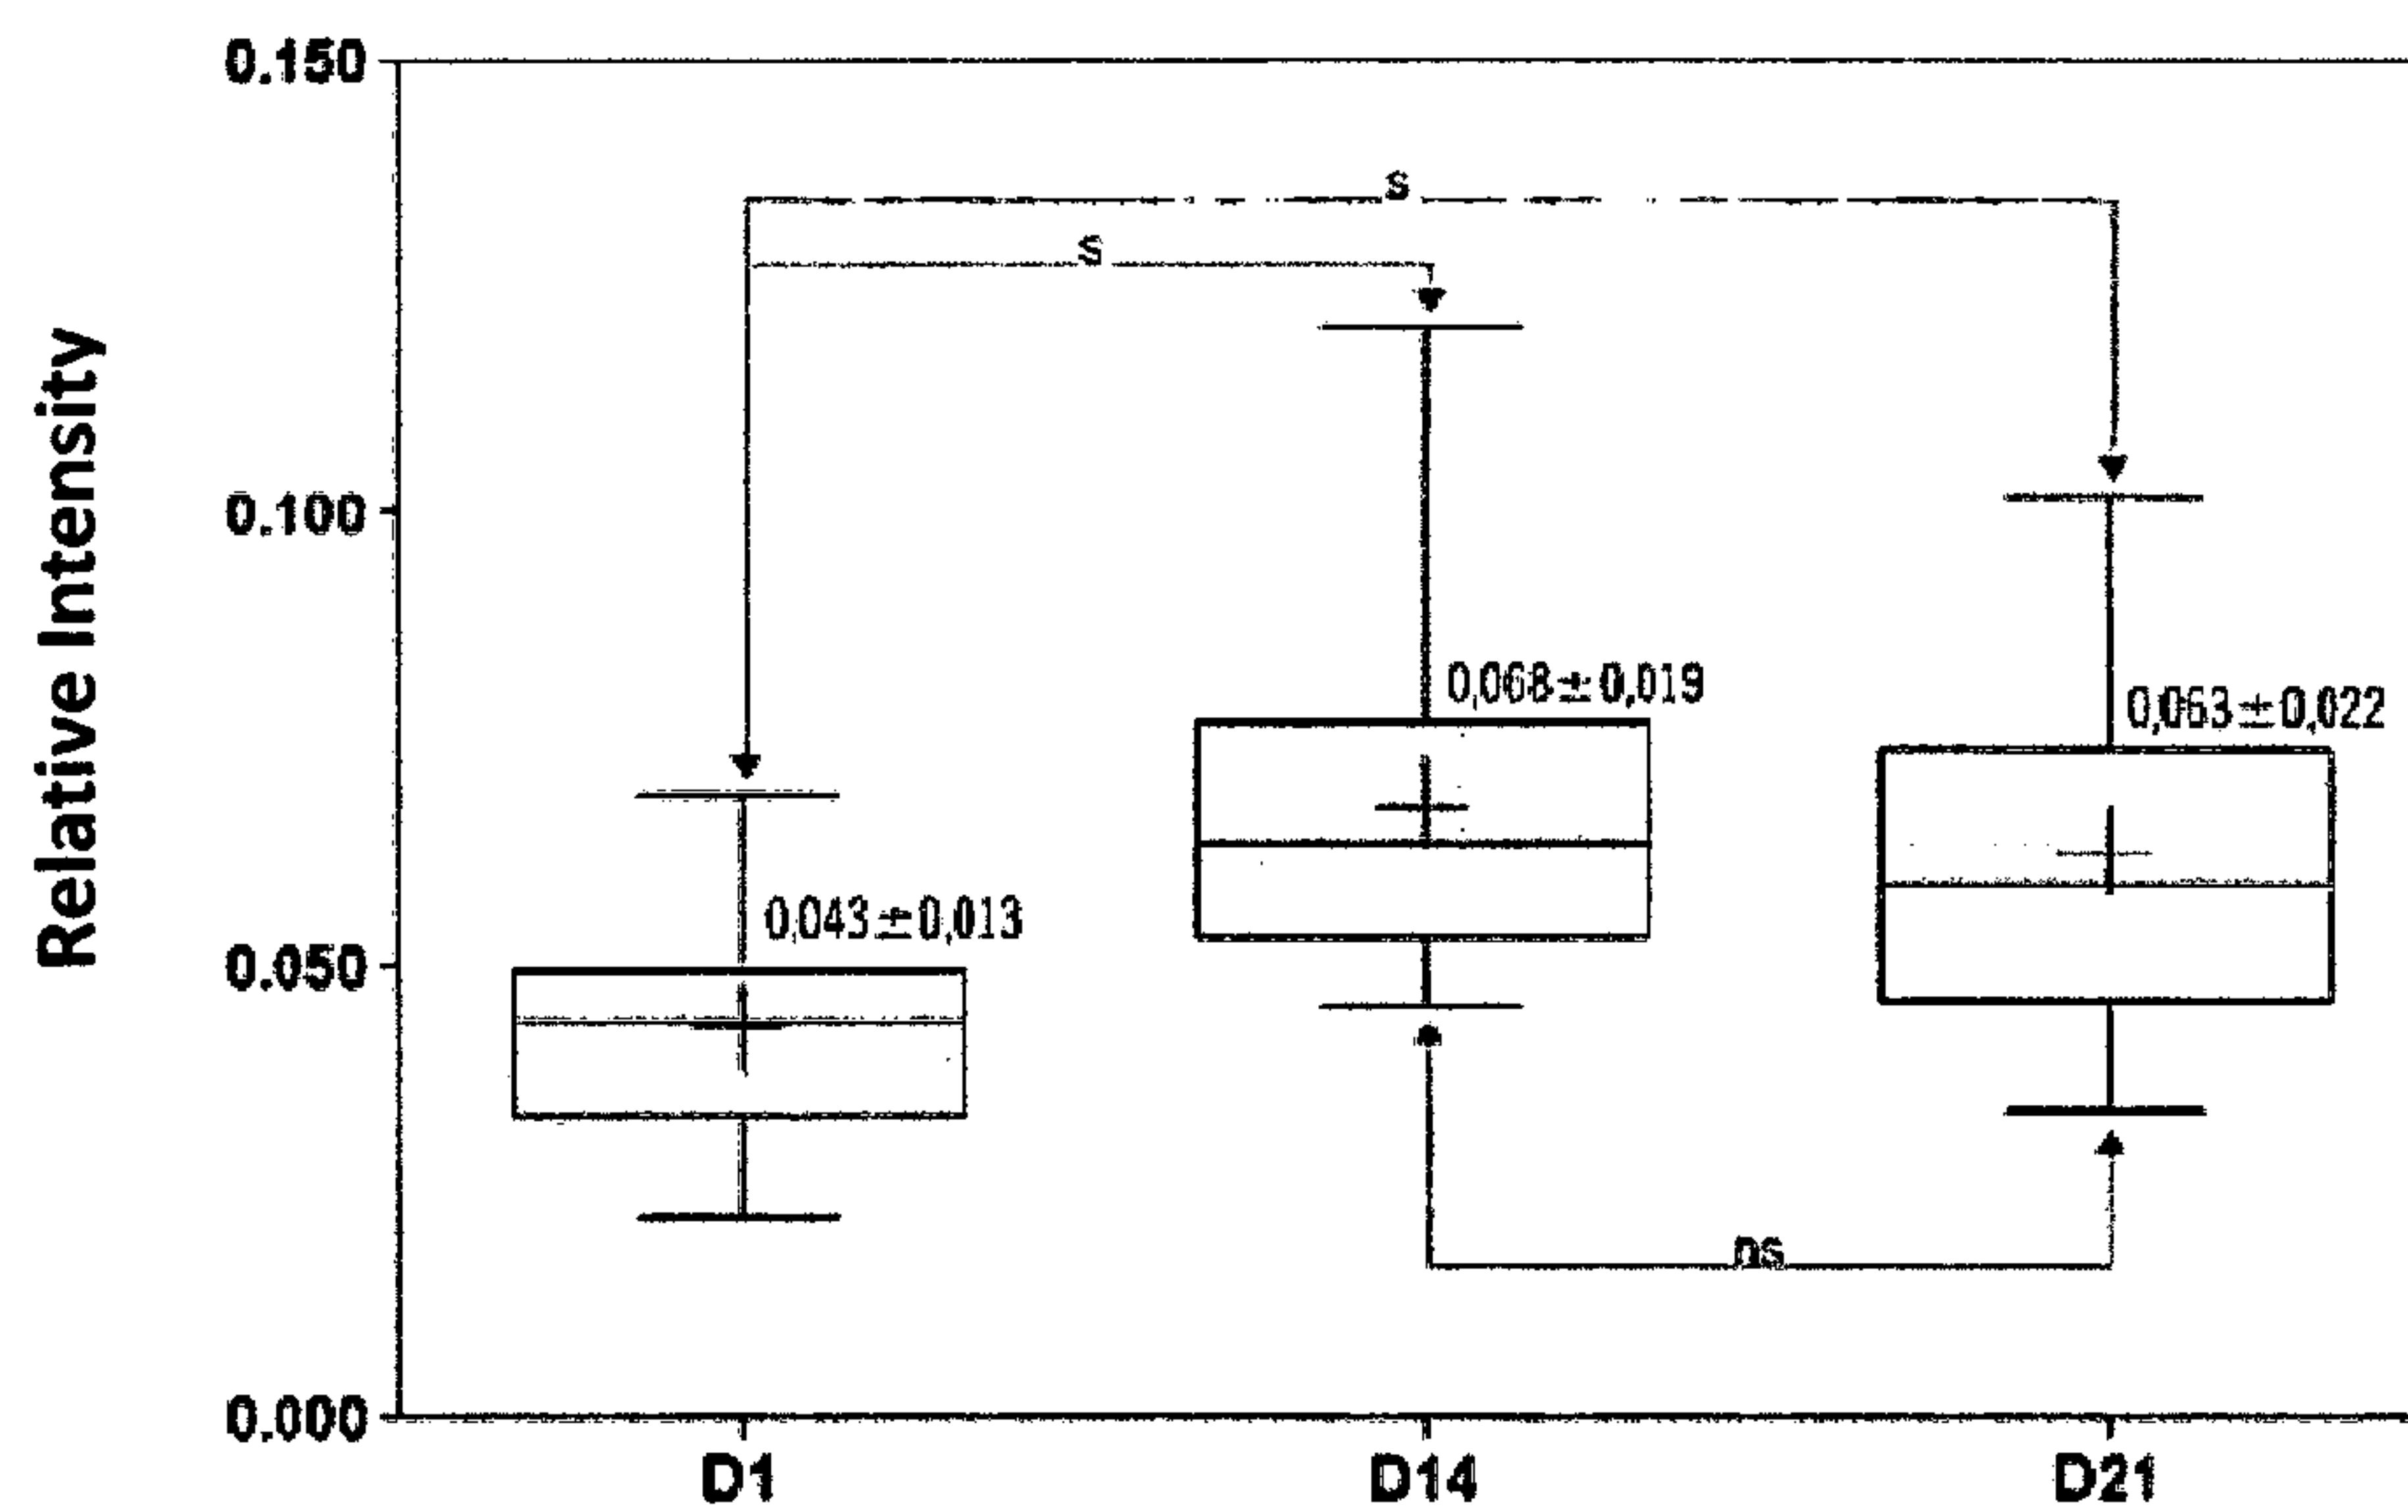 Relative Intensity
0.150
0.100
0.050
0.000
s
s
0,068±0,019
0,063±0,022
0,043±0,013
ns
D1
D14
D21